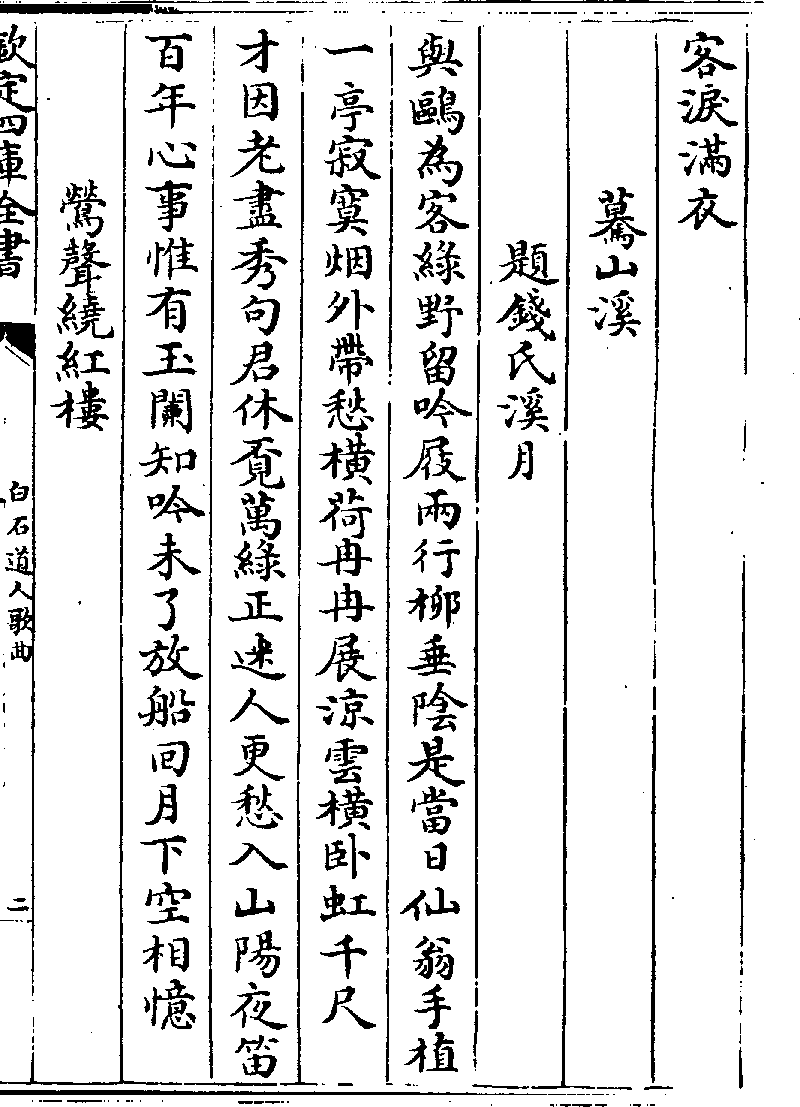 客淚滿衣
驀山溪
題錢氏溪月
與鷗為客綠野留吟屐兩行柳垂陰是當日仙翁手植
一亭寂寞烟外帶愁橫荷冉冉展涼雲橫卧虹千尺
才因老盡秀句君休覔萬綠正迷人更愁入山陽夜笛
百年心事惟有玉闌知吟未了放船回月下空相憶
鶯聲繞紅樓
欽定四庫全書
白石道人歌曲
二